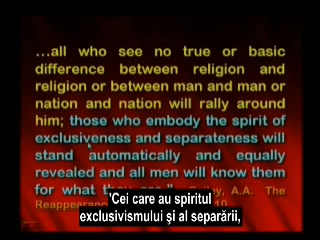 ...all who see no true or basic
difference between religion and
religion or between man and man or
nation and nation will rally around
him; those who embody the spirit of
exclusiveness and separateness will
stand automatically and equally
revealed and all men will know them
for what A.A. The
Reappearan
'Cei care au spiritul
exclusivismului şi al separării,